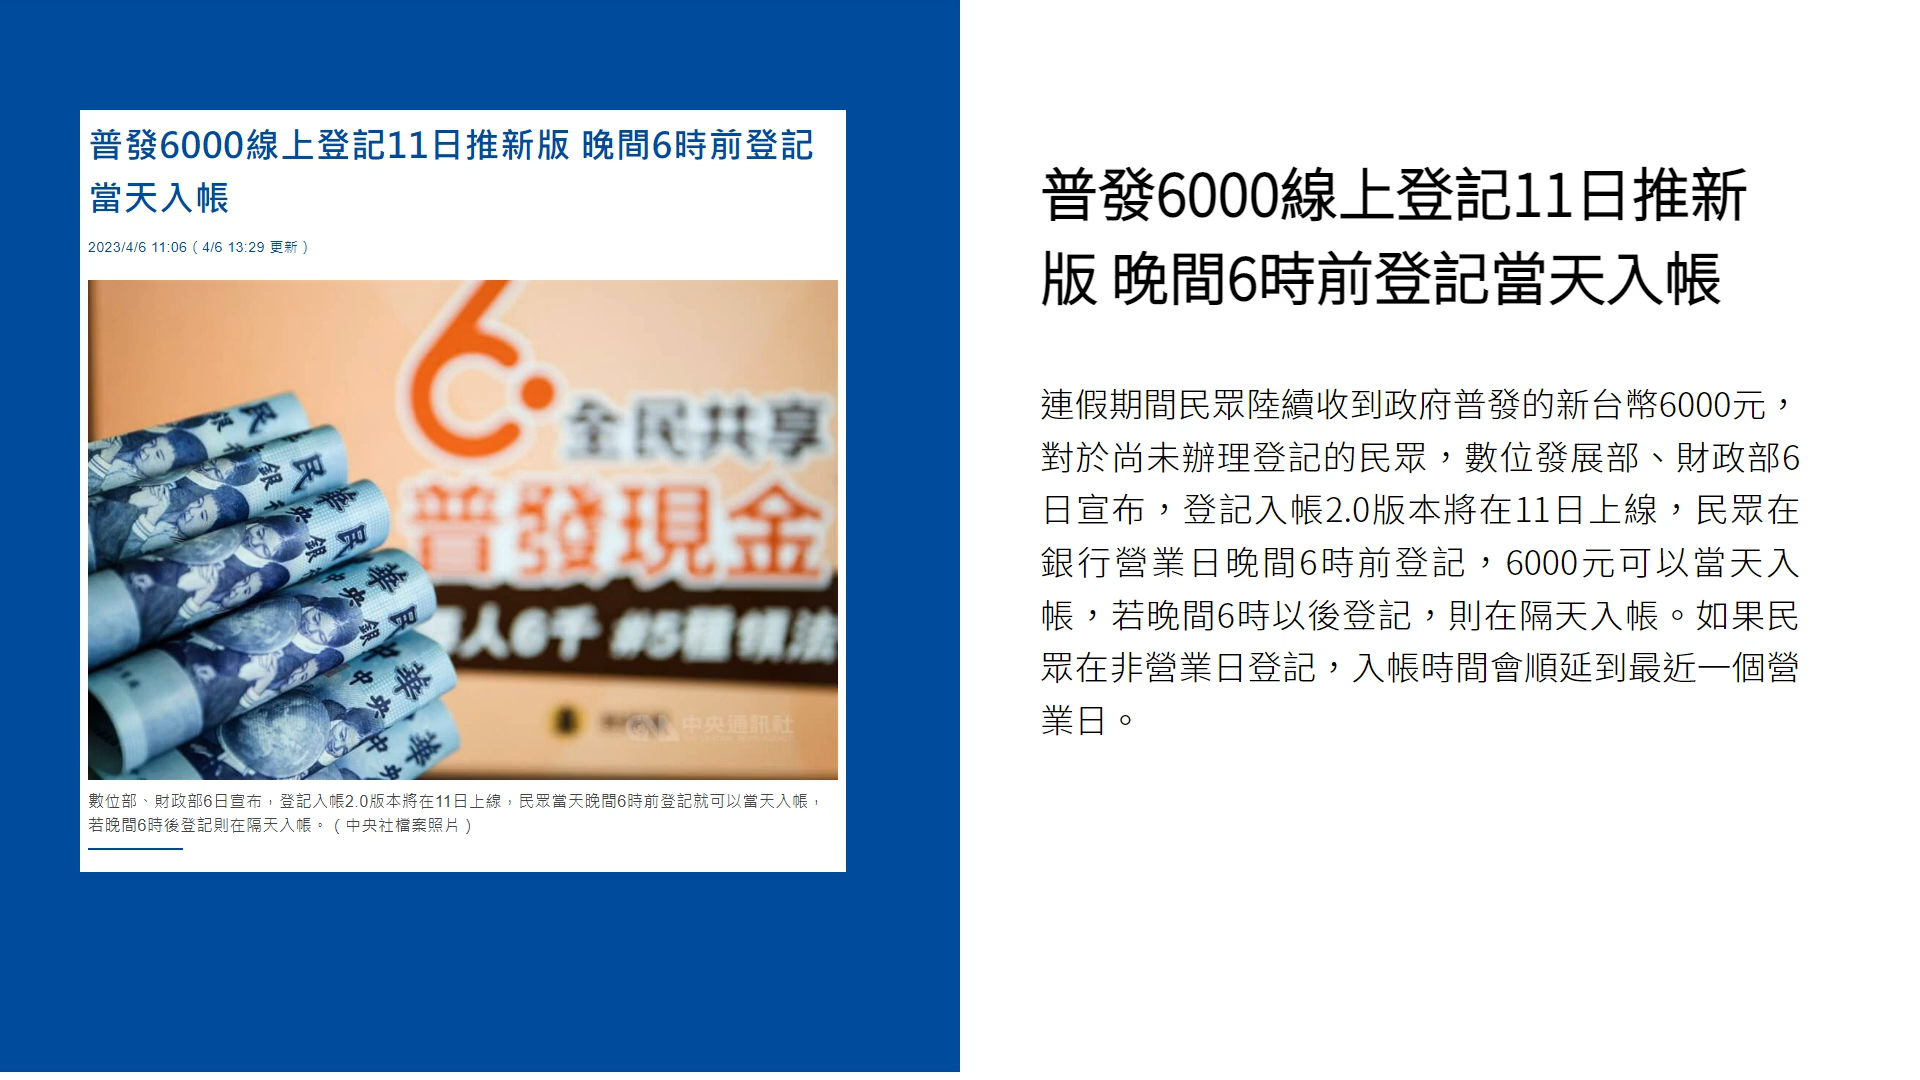 普發6000線上登記11日推新版 晚間6時前登記
當天入帳
2023/4/6 11:06（4/6 13:29 更新）
全民共享
普發現金
人6千 #5種領法
中央通訊社
數位部、財政部6日宣布，登記入帳2.0版本將在11日上線，民眾當天晚間6時前登記就可以當天入帳，
若晚間6時後登記則在隔天入帳。（中央社檔案照片）
普發6000線上登記11日推新
版 晚間6時前登記當天入帳
連假期間民眾陸續收到政府普發的新台幣6000元，
對於尚未辦理登記的民眾，數位發展部、財政部6
日宣布，登記入帳2.0版本將在11日上線，民眾在
銀行營業日晚間6時前登記，6000元可以當天入
帳，若晚間6時以後登記，則在隔天入帳。如果民
眾在非營業日登記，入帳時間會順延到最近一個營
業日。